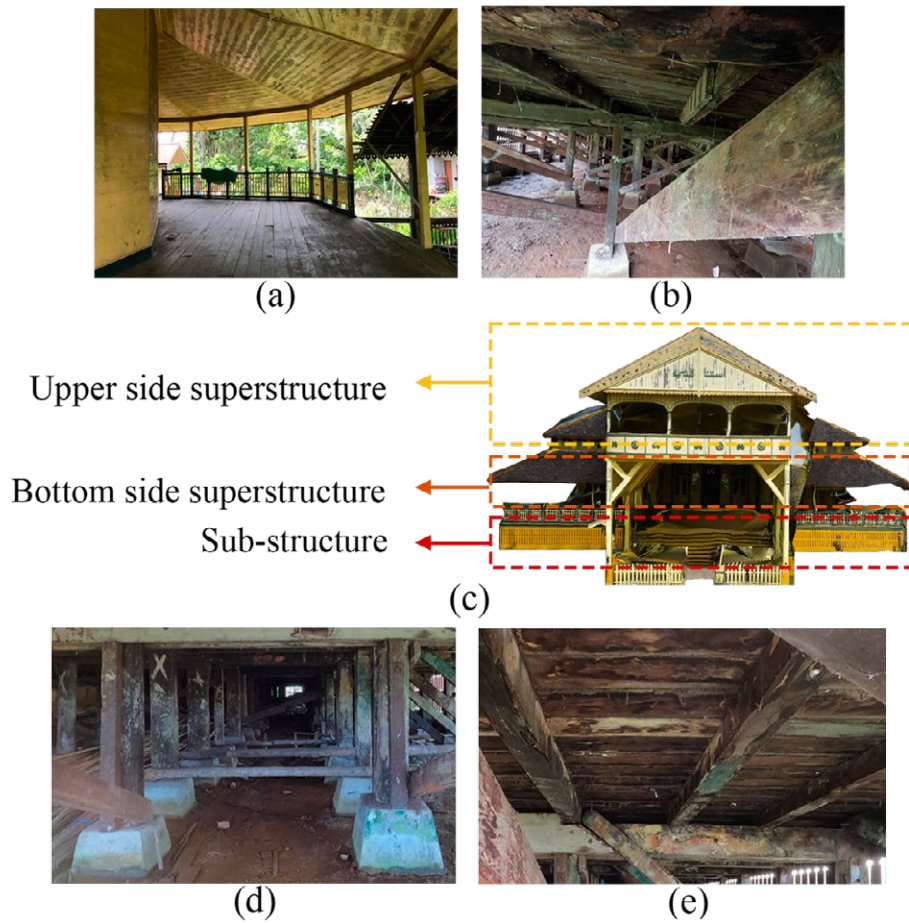 (a)
(b)
Upper side superstructure
Bottom side superstructure
Sub-structure
(c)
X
X
(d)
(e)